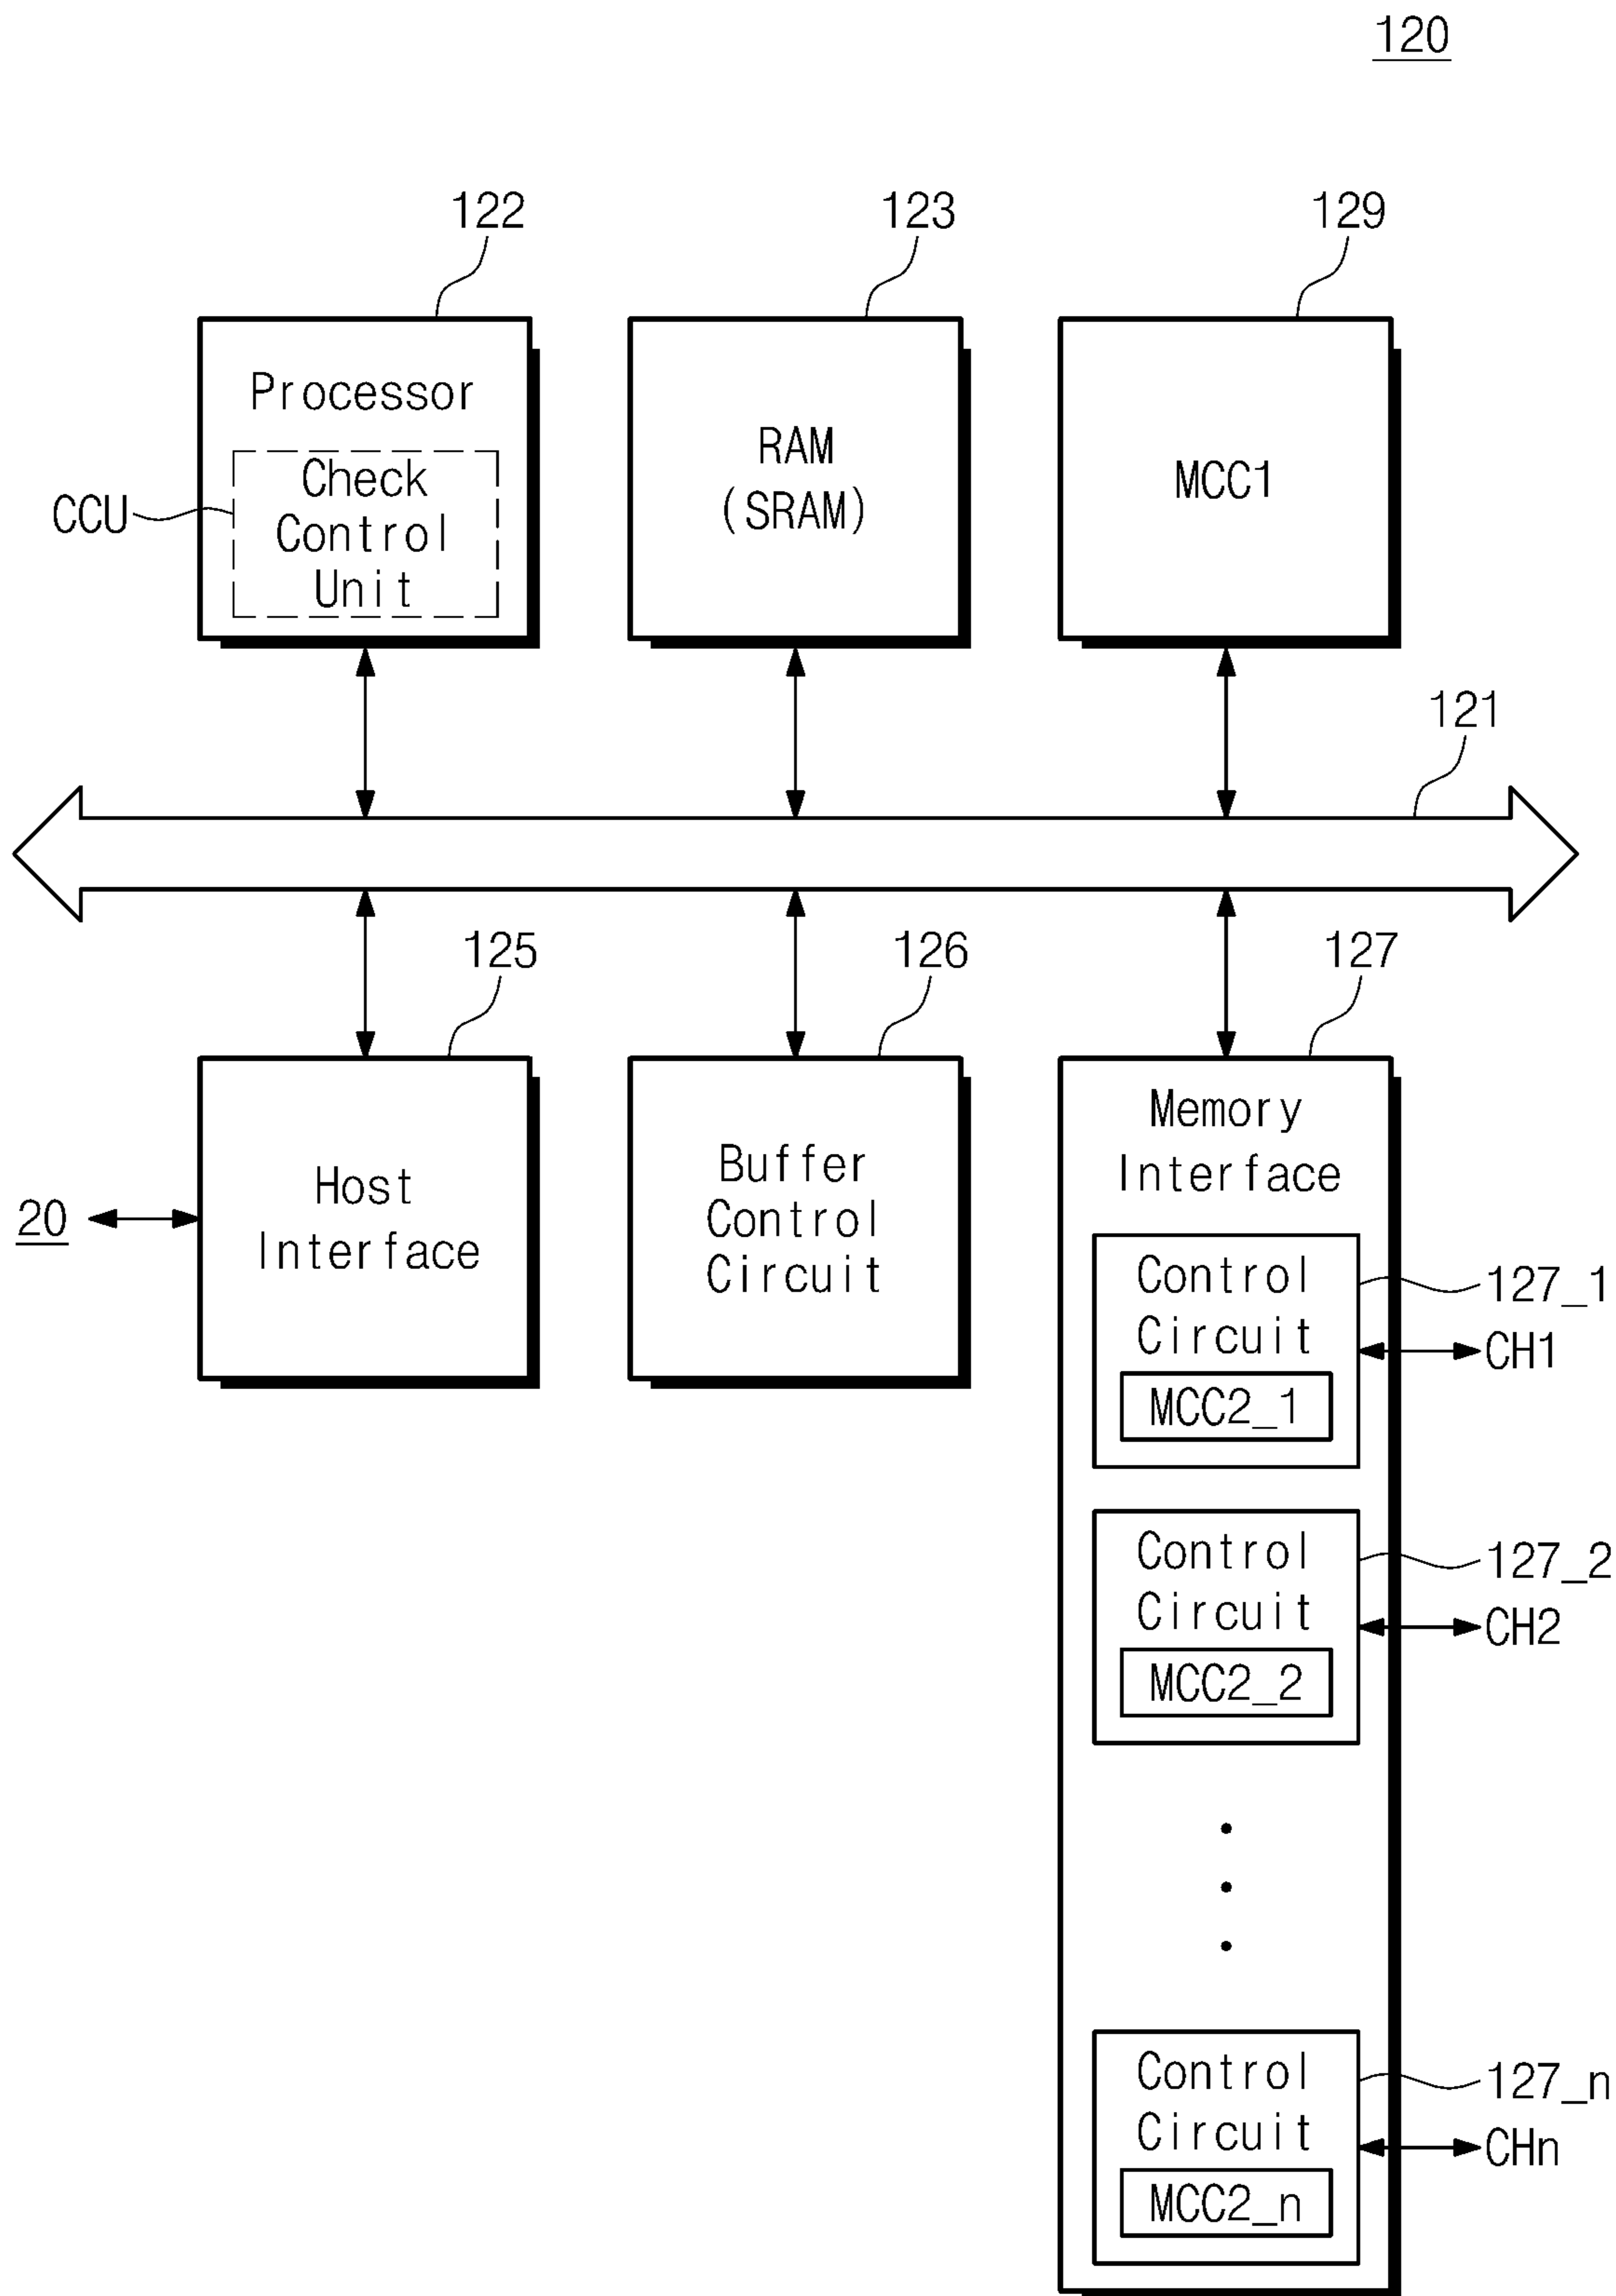 120
122
123
129
Processor
CCU
Check
Control
Unit
RAM
(SRAM)
MCC1
121
125
126
127
20
Host
Interface
Buffer
Control
Circuit
Memory
Interface
Control
Circuit
MCC2_1
127_1
CH1
Control
Circuit
MCC2_2
127_2
CH2
Control
Circuit
MCC2_n
127_n
CHn